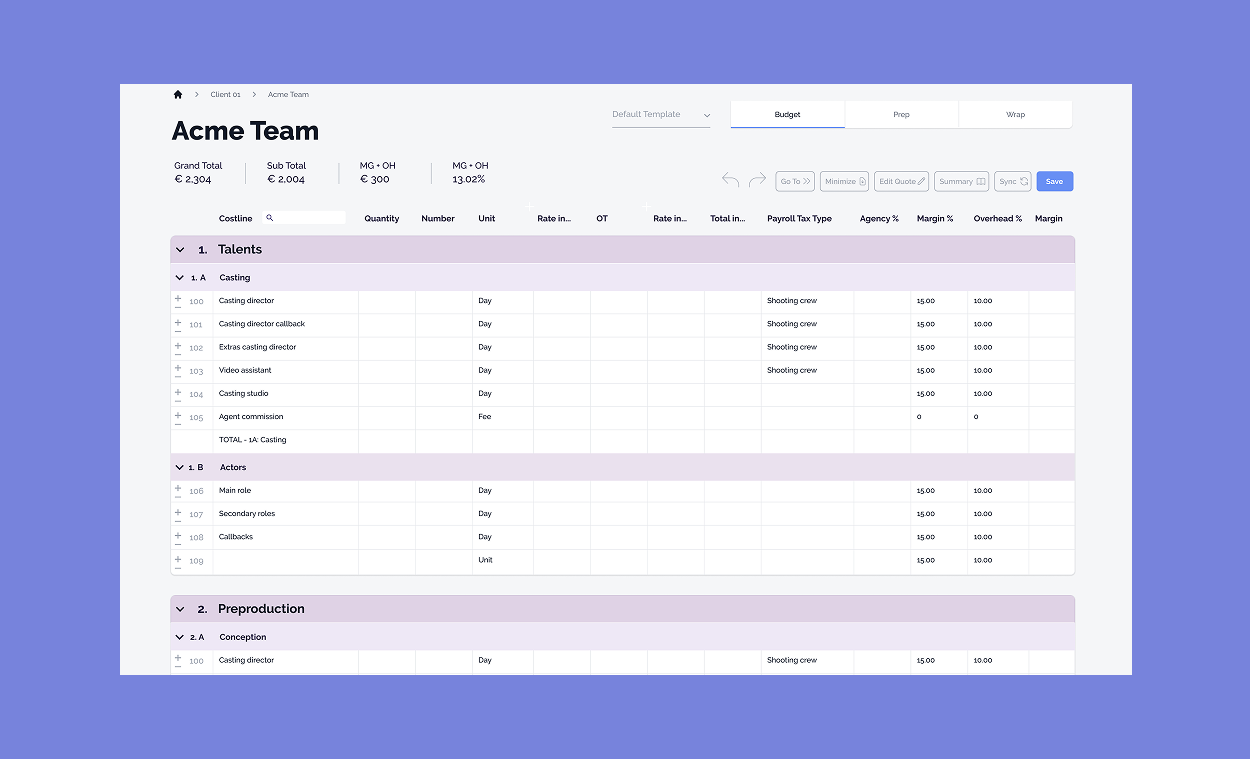 Client 01 Acme Team
Acme Team
Default Template
Budget Prep Wrap
Grand Total Sub Total MG + OH MG + OH
€ 2,304 € 2,004 € 300 13.02%
Go To Minimize Edit Quote Summary Sync Save
Costline Quantity Number Unit Rate in... OT Rate in... Total in... Payroll Tax Type Agency % Margin % Overhead % Margin
1. Talents
1. A Casting
100 Casting director Day Shooting crew 15.00 10.00
101 Casting director callback Day Shooting crew 15.00 10.00
102 Extras casting director Day Shooting crew 15.00 10.00
103 Video assistant Day Shooting crew 15.00 10.00
104 Casting studio Day 15.00 10.00
105 Agent commission Fee 0 0
TOTAL - 1A: Casting
1. B Actors
106 Main role Day 15.00 10.00
107 Secondary roles Day 15.00 10.00
108 Callbacks Day 15.00 10.00
109 Unit 15.00 10.00
2. Preproduction
2. A Conception
100 Casting director Day Shooting crew 15.00 10.00